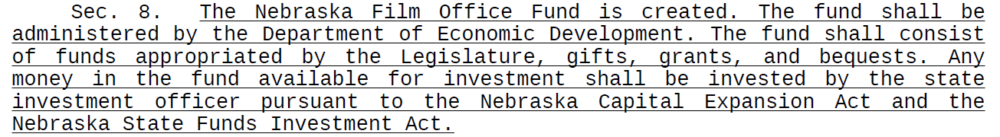 Sec. 8. The Nebraska Film Office Fund is created. The fund shall be
administered by the Department of Economic Development. The fund shall consist
of funds appropriated by the Legislature, gifts, grants, and bequests. Any
money in the fund available for investment shall be invested by the state
investment officer pursuant to the Nebraska Capital Expansion Act and the
Nebraska State Funds Investment Act.